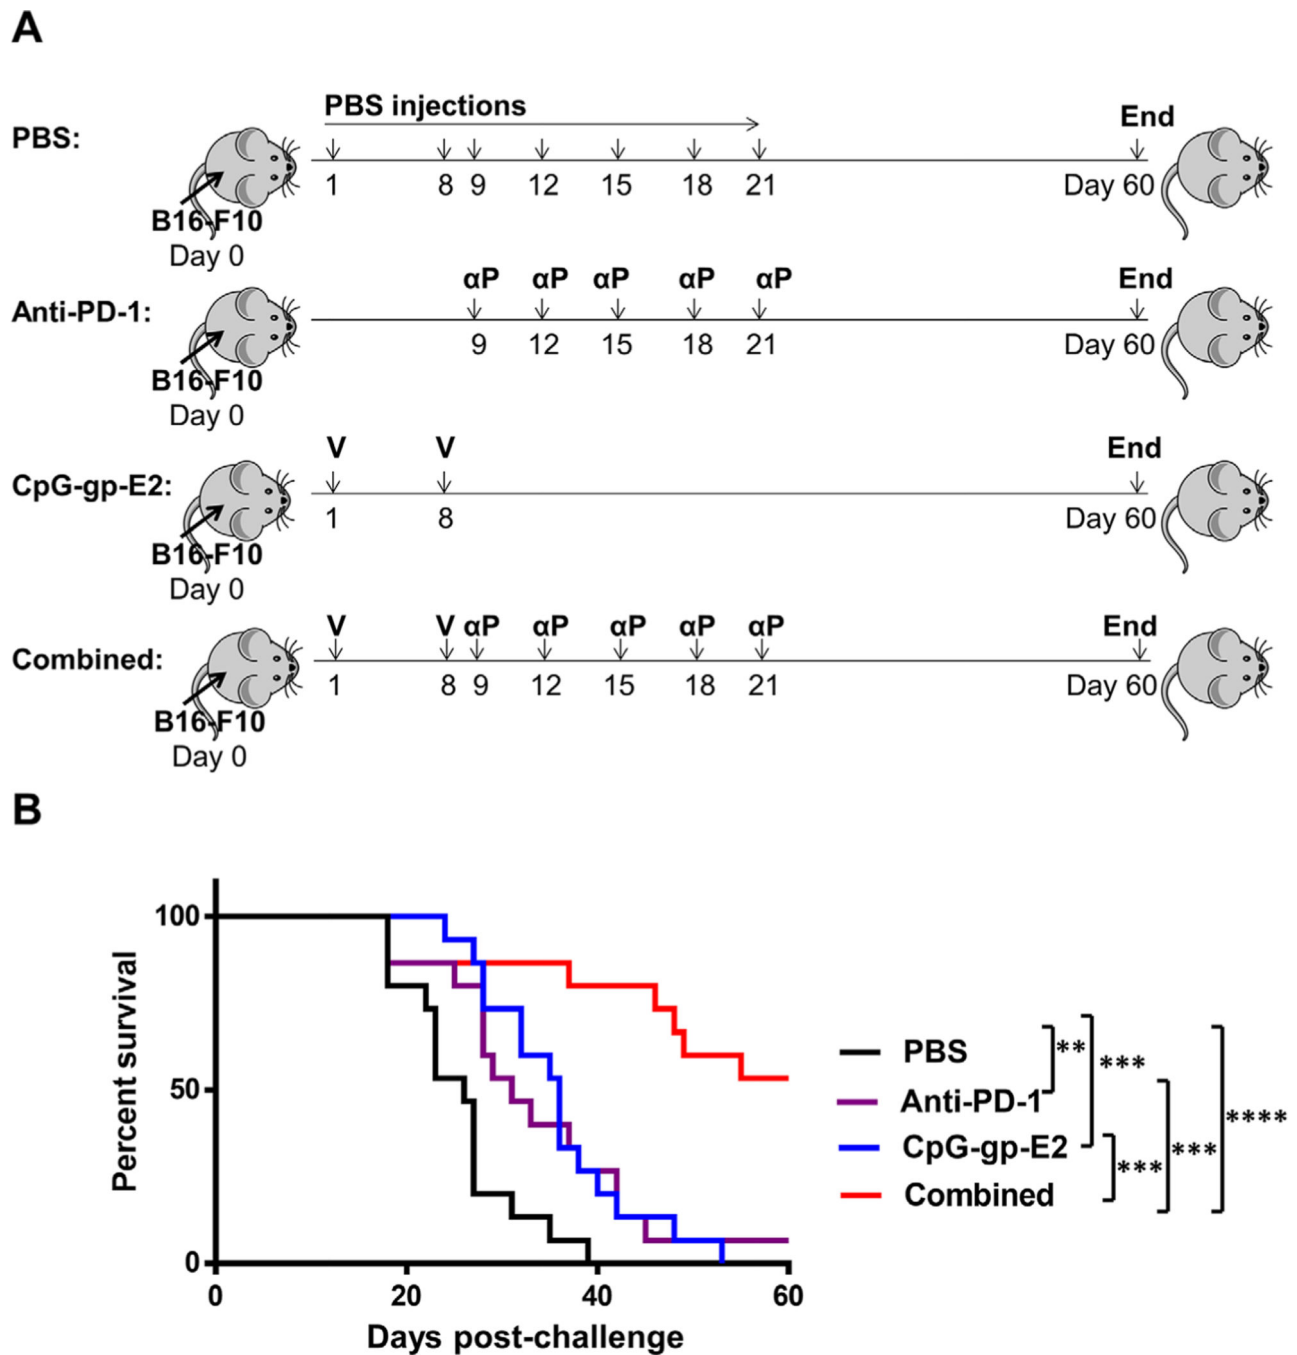 A
PBS injections
PBS:
End
1 8 9 12 15 18 21 Day 60
B16-F10
Day 0
αP αP αP αP αP End
Anti-PD-1:
9 12 15 18 21 Day 60
B16-F10
Day 0
V V End
CpG-gp-E2:
1 8 Day 60
B16-F10
Day 0
V V αP αP αP αP αP End
Combined:
1 8 9 12 15 18 21 Day 60
B16-F10
Day 0
B
Percent survival
100
50
0
0 20 40 60
Days post-challenge
PBS
Anti-PD-1
CpG-gp-E2
Combined
**
***
***
***
****